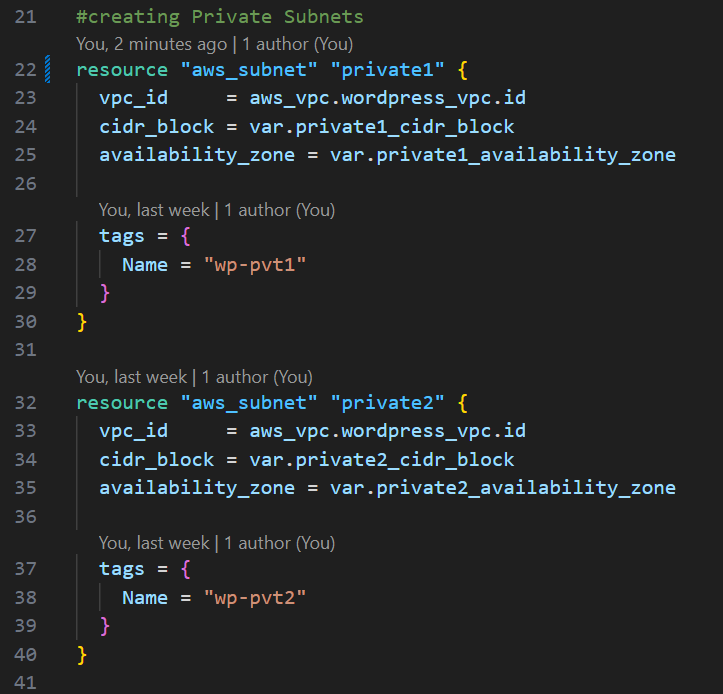 21 #creating Private Subnets
You, 2 minutes ago | 1 author (You)
22 resource "aws_subnet" "private1" {
23   vpc_id     = aws_vpc.wordpress_vpc.id
24   cidr_block = var.private1_cidr_block
25   availability_zone = var.private1_availability_zone
26
You, last week | 1 author (You)
27   tags = {
28     Name = "wp-pvt1"
29   }
30 }
31
You, last week | 1 author (You)
32 resource "aws_subnet" "private2" {
33   vpc_id     = aws_vpc.wordpress_vpc.id
34   cidr_block = var.private2_cidr_block
35   availability_zone = var.private2_availability_zone
36
You, last week | 1 author (You)
37   tags = {
38     Name = "wp-pvt2"
39   }
40 }
41